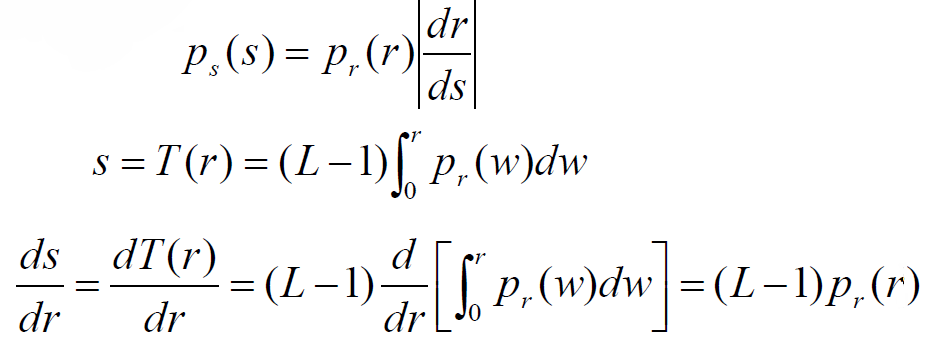 p_s(s) = p_r(r) |dr/ds|
s = T(r) = (L − 1) ∫_0^r p_r(w)dw
ds/dr = dT(r)/dr = (L − 1) d/dr [∫_0^r p_r(w)dw] = (L − 1)p_r(r)